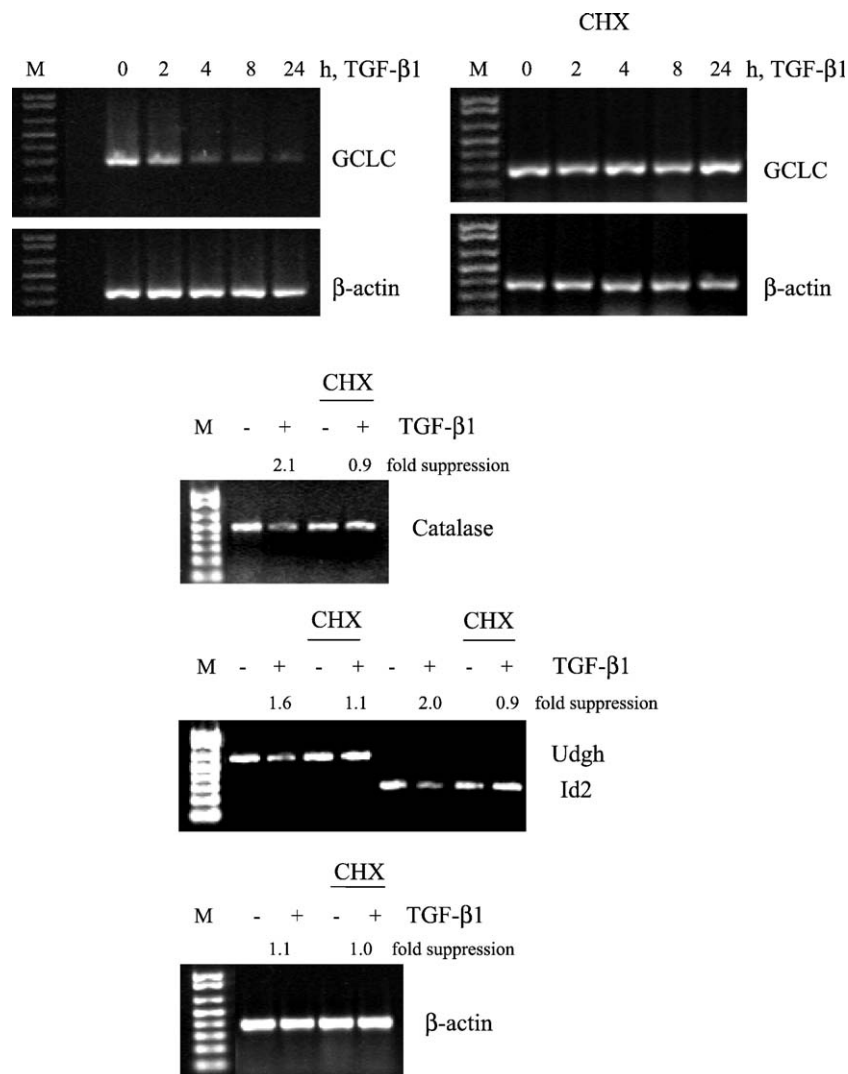 CHX
M 0 2 4 8 24 h, TGF-β1
M 0 2 4 8 24 h, TGF-β1
GCLC
GCLC
β-actin
β-actin
CHX
M - + - + TGF-β1
2.1 0.9 fold suppression
Catalase
CHX CHX
M - + - + - + - + TGF-β1
1.6 1.1 2.0 0.9 fold suppression
Udgh
Id2
CHX
M - + - + TGF-β1
1.1 1.0 fold suppression
β-actin